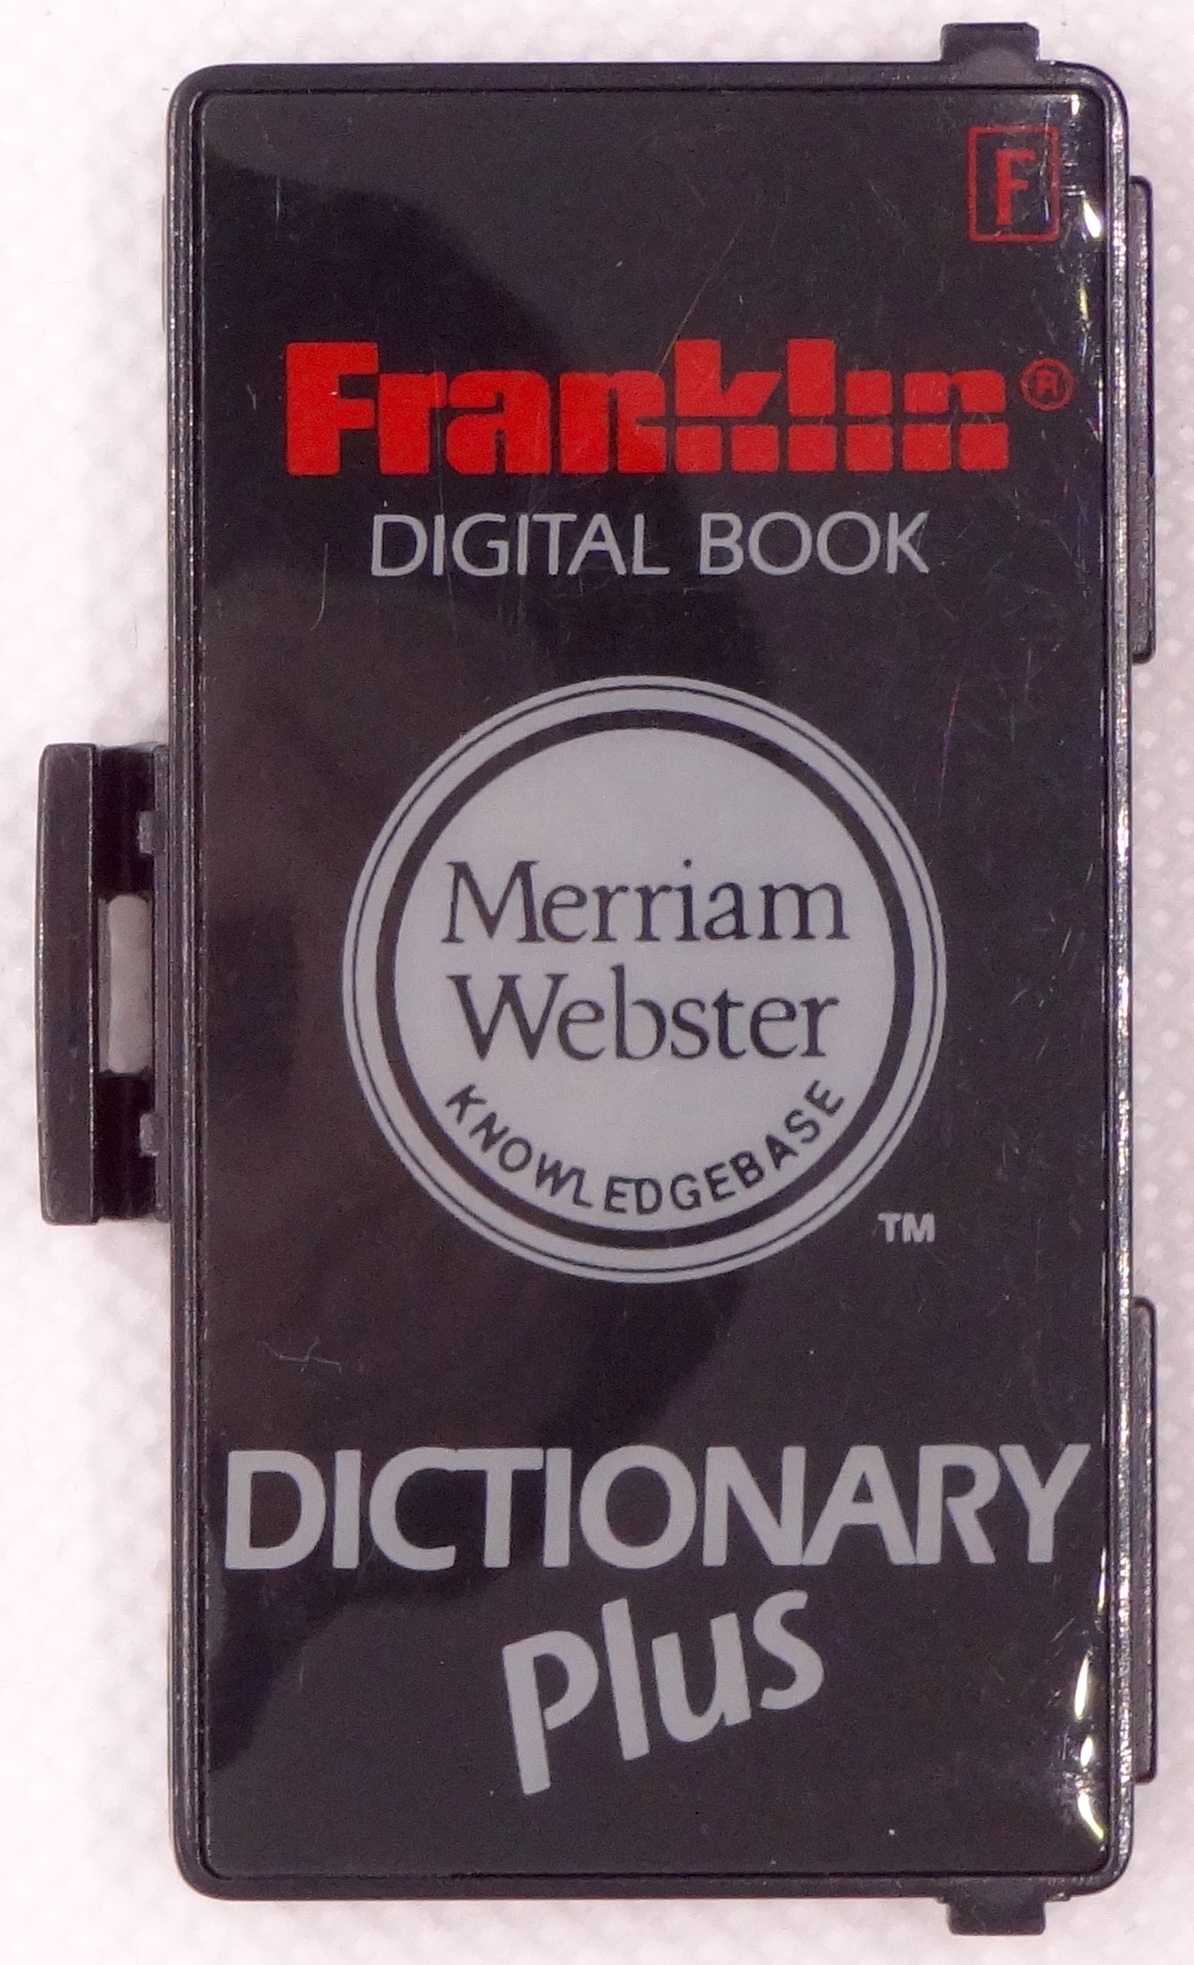 F
Franklin®
DIGITAL BOOK
Merriam
Webster
KNOWLEDGEBASE
TM
DICTIONARY
Plus